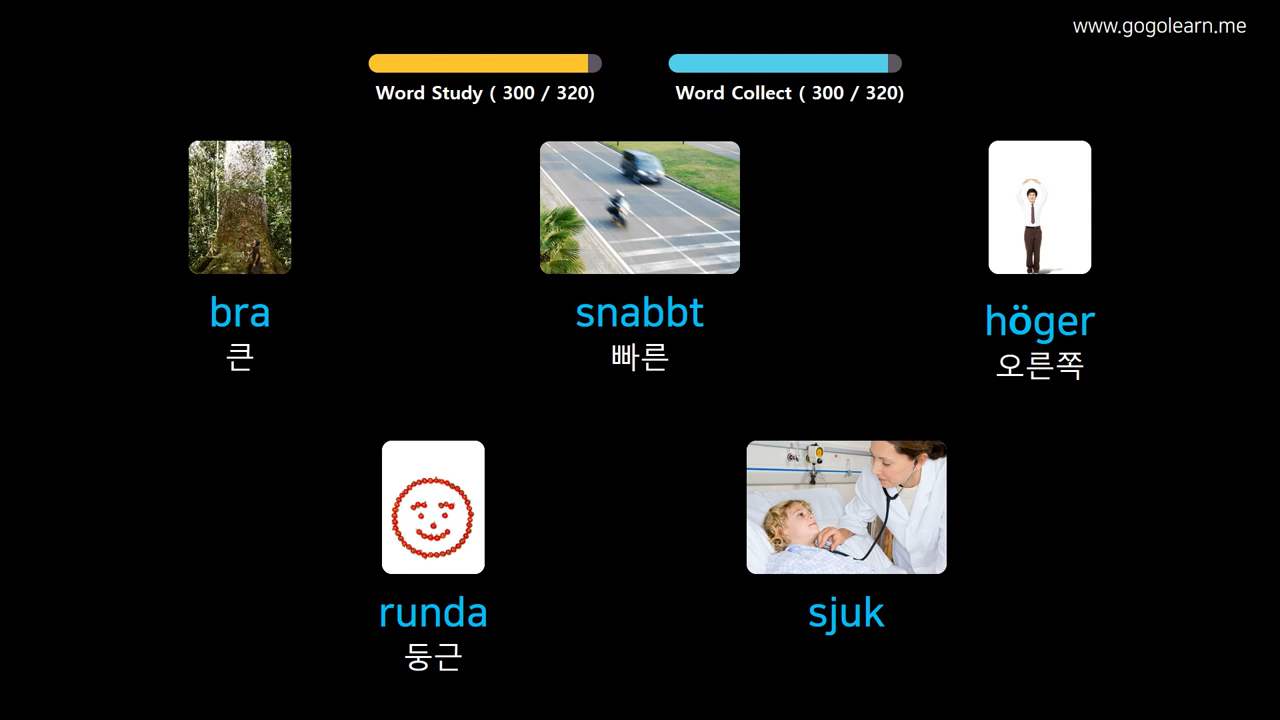 www.gogolearn.me
Word Study ( 300 / 320)
Word Collect ( 300 / 320)
bra
큰
snabbt
빠른
höger
오른쪽
runda
둥근
sjuk